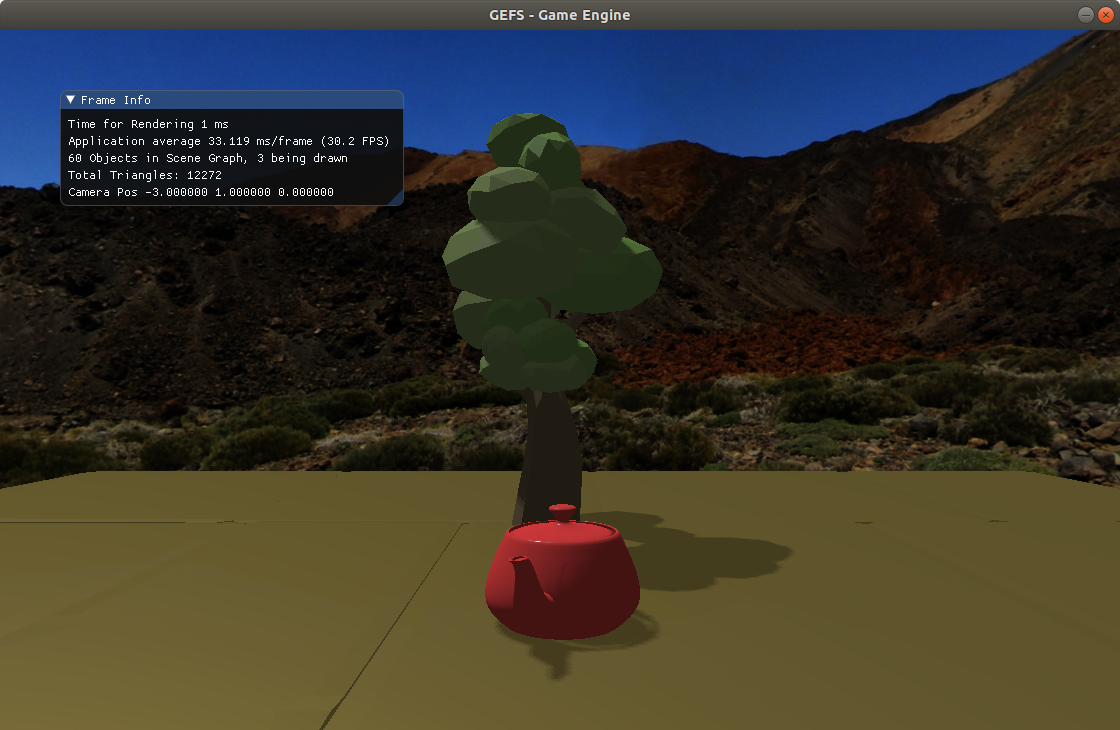 GEFS - Game Engine
Frame Info
Time for Rendering 1 ms
Application average 33.119 ms/frame (30.2 FPS)
60 Objects in Scene Graph, 3 being drawn
Total Triangles: 12272
Camera Pos -3.000000 1.000000 0.000000